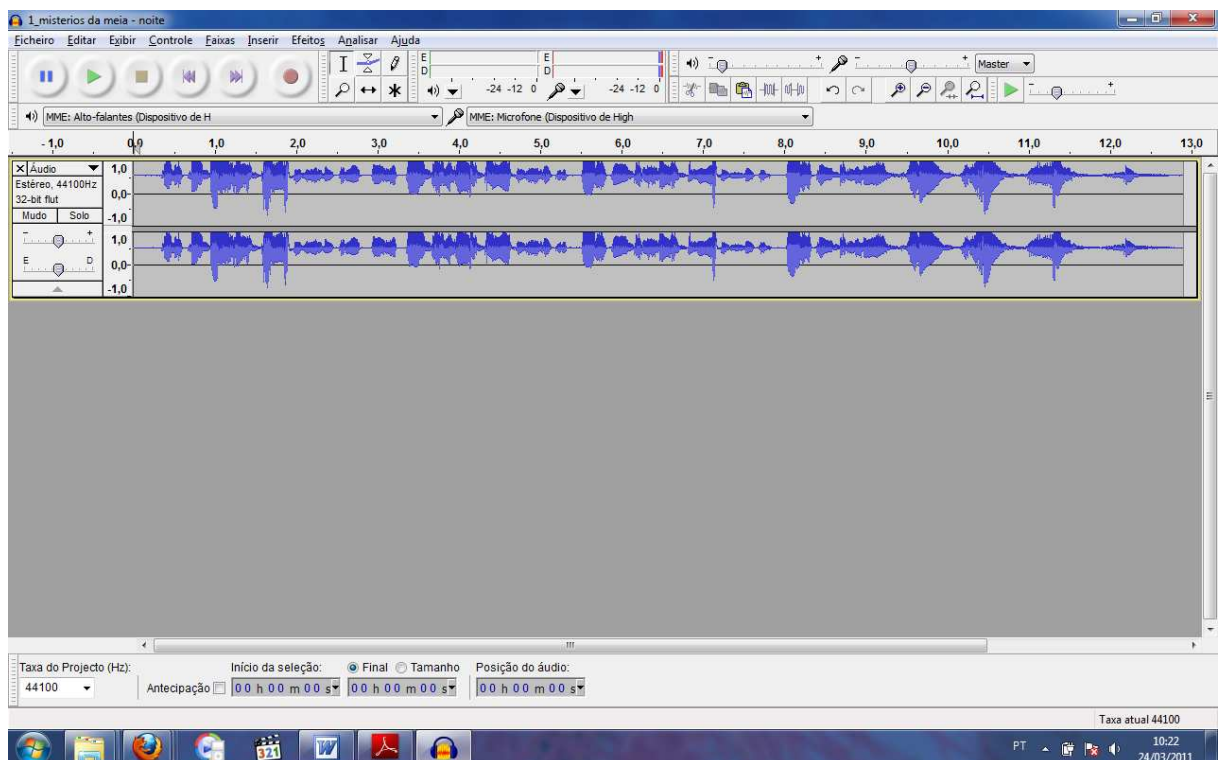 1_misterios da meia - noite
Ficheiro Editar Exibir Controle Faixas Inserir Efeitos Analisar Ajuda
E
D
E
D
-24 -12 0
-24 -12 0
Master
MME: Alto-falantes (Dispositivo de H
MME: Microfone (Dispositivo de High
- 1,0 0,0 1,0 2,0 3,0 4,0 5,0 6,0 7,0 8,0 9,0 10,0 11,0 12,0 13,0
Áudio
Estéreo, 44100Hz
32-bit flut
Mudo Solo
- +
E D
1,0
0,0
-1,0
1,0
0,0
-1,0
Taxa do Projecto (Hz): Início da seleção: Final Tamanho Posição do áudio:
44100 Antecipação 00 h 00 m 00 s 00 h 00 m 00 s 00 h 00 m 00 s
Taxa atual 44100
321 W PT 10:22
24/03/2011